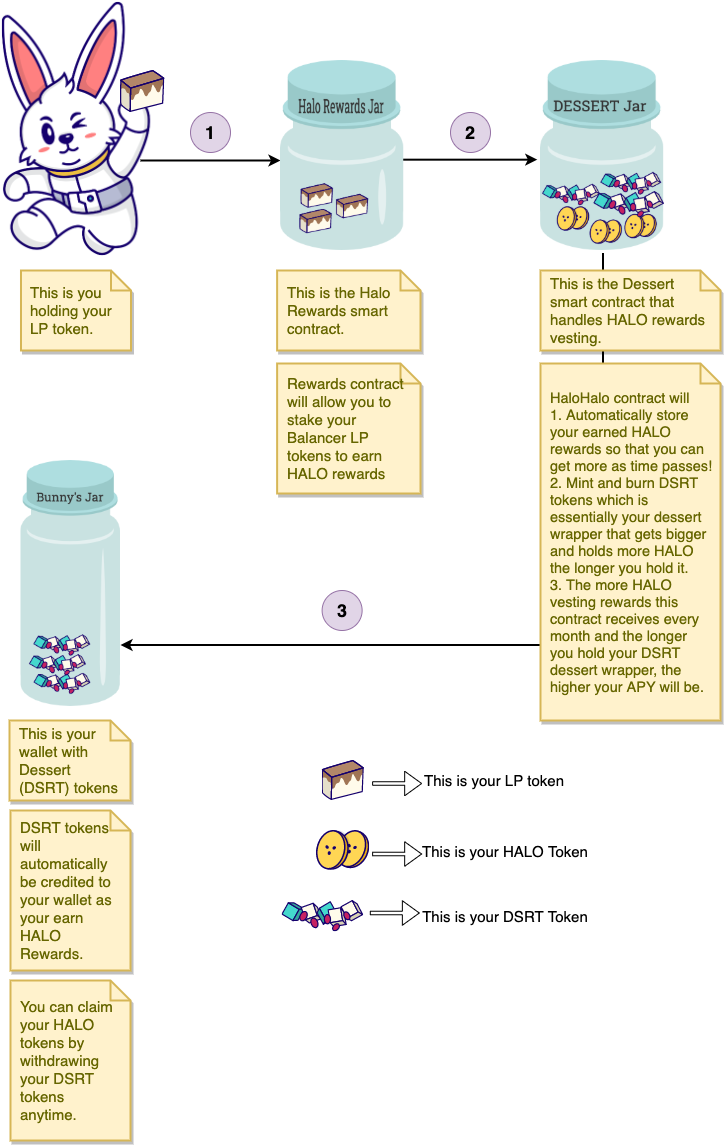 1
Halo Rewards Jar
2
DESSERT Jar
This is you
holding your
LP token.
This is the Halo
Rewards smart
contract.
This is the Dessert
smart contract that
handles HALO rewards
vesting.
Rewards contract
will allow you to
stake your
Balancer LP
tokens to earn
HALO rewards
HaloHalo contract will
1. Automatically store
your earned HALO
rewards so that you can
get more as time passes!
2. Mint and burn DSRT
tokens which is
essentially your dessert
wrapper that gets bigger
and holds more HALO
the longer you hold it.
3. The more HALO
vesting rewards this
contract receives every
month and the longer
you hold your DSRT
dessert wrapper, the
higher your APY will be.
3
Bunny's Jar
This is your
wallet with
Dessert
(DSRT) tokens
DSRT tokens
will
automatically
be credited to
your wallet as
your earn
HALO
Rewards.
You can claim
your HALO
tokens by
withdrawing
your DSRT
tokens
anytime.
This is your LP token
This is your HALO Token
This is your DSRT Token